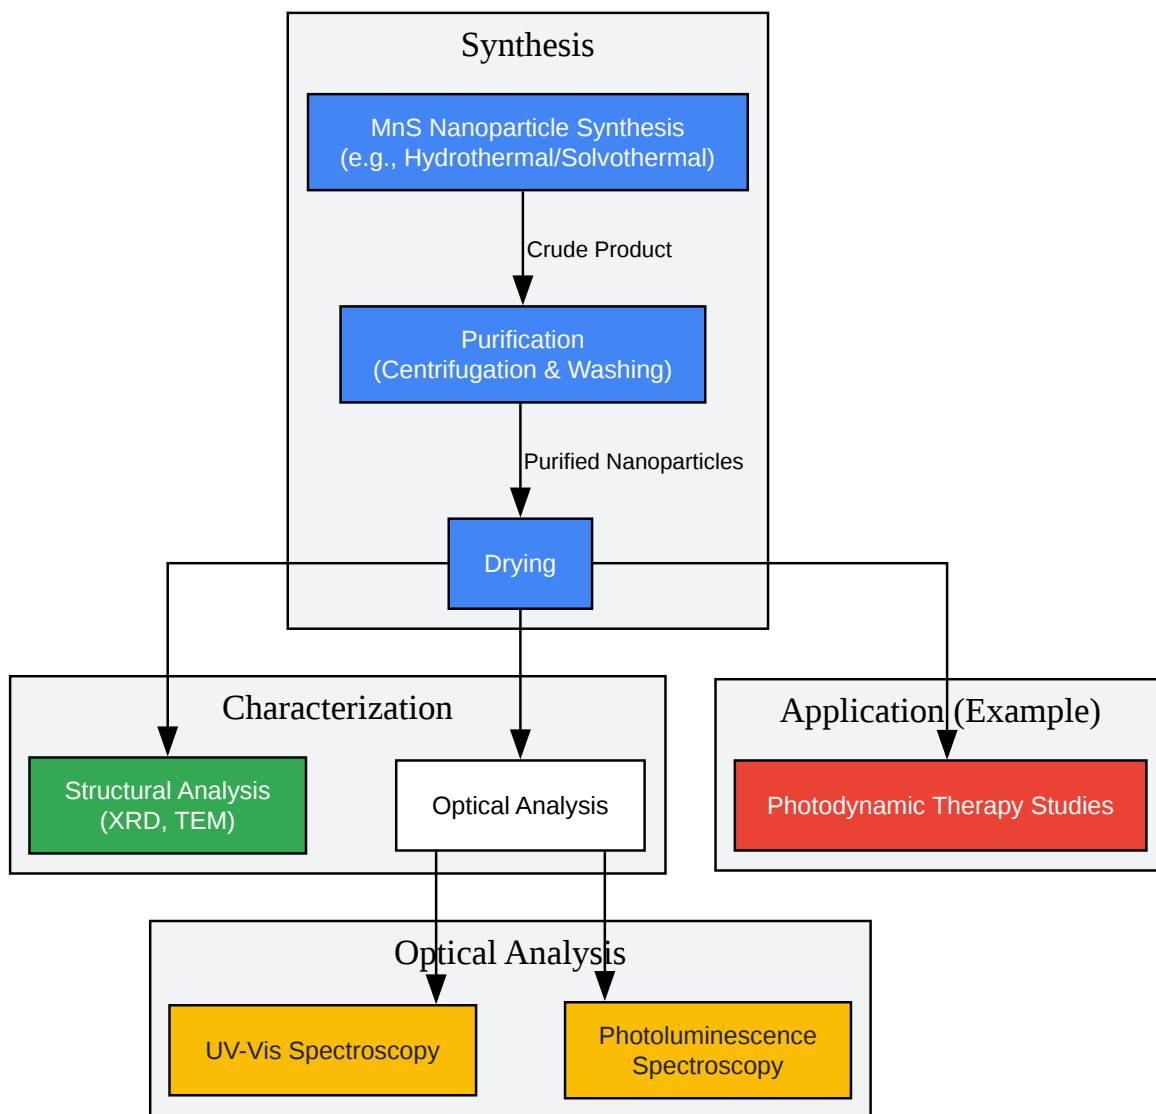 Synthesis
MnS Nanoparticle Synthesis
(e.g., Hydrothermal/Solvothermal)
Crude Product
Purification
(Centrifugation & Washing)
Purified Nanoparticles
Drying
Characterization
Application (Example)
Structural Analysis
(XRD, TEM)
Optical Analysis
Photodynamic Therapy Studies
Optical Analysis
UV-Vis Spectroscopy
Photoluminescence
Spectroscopy